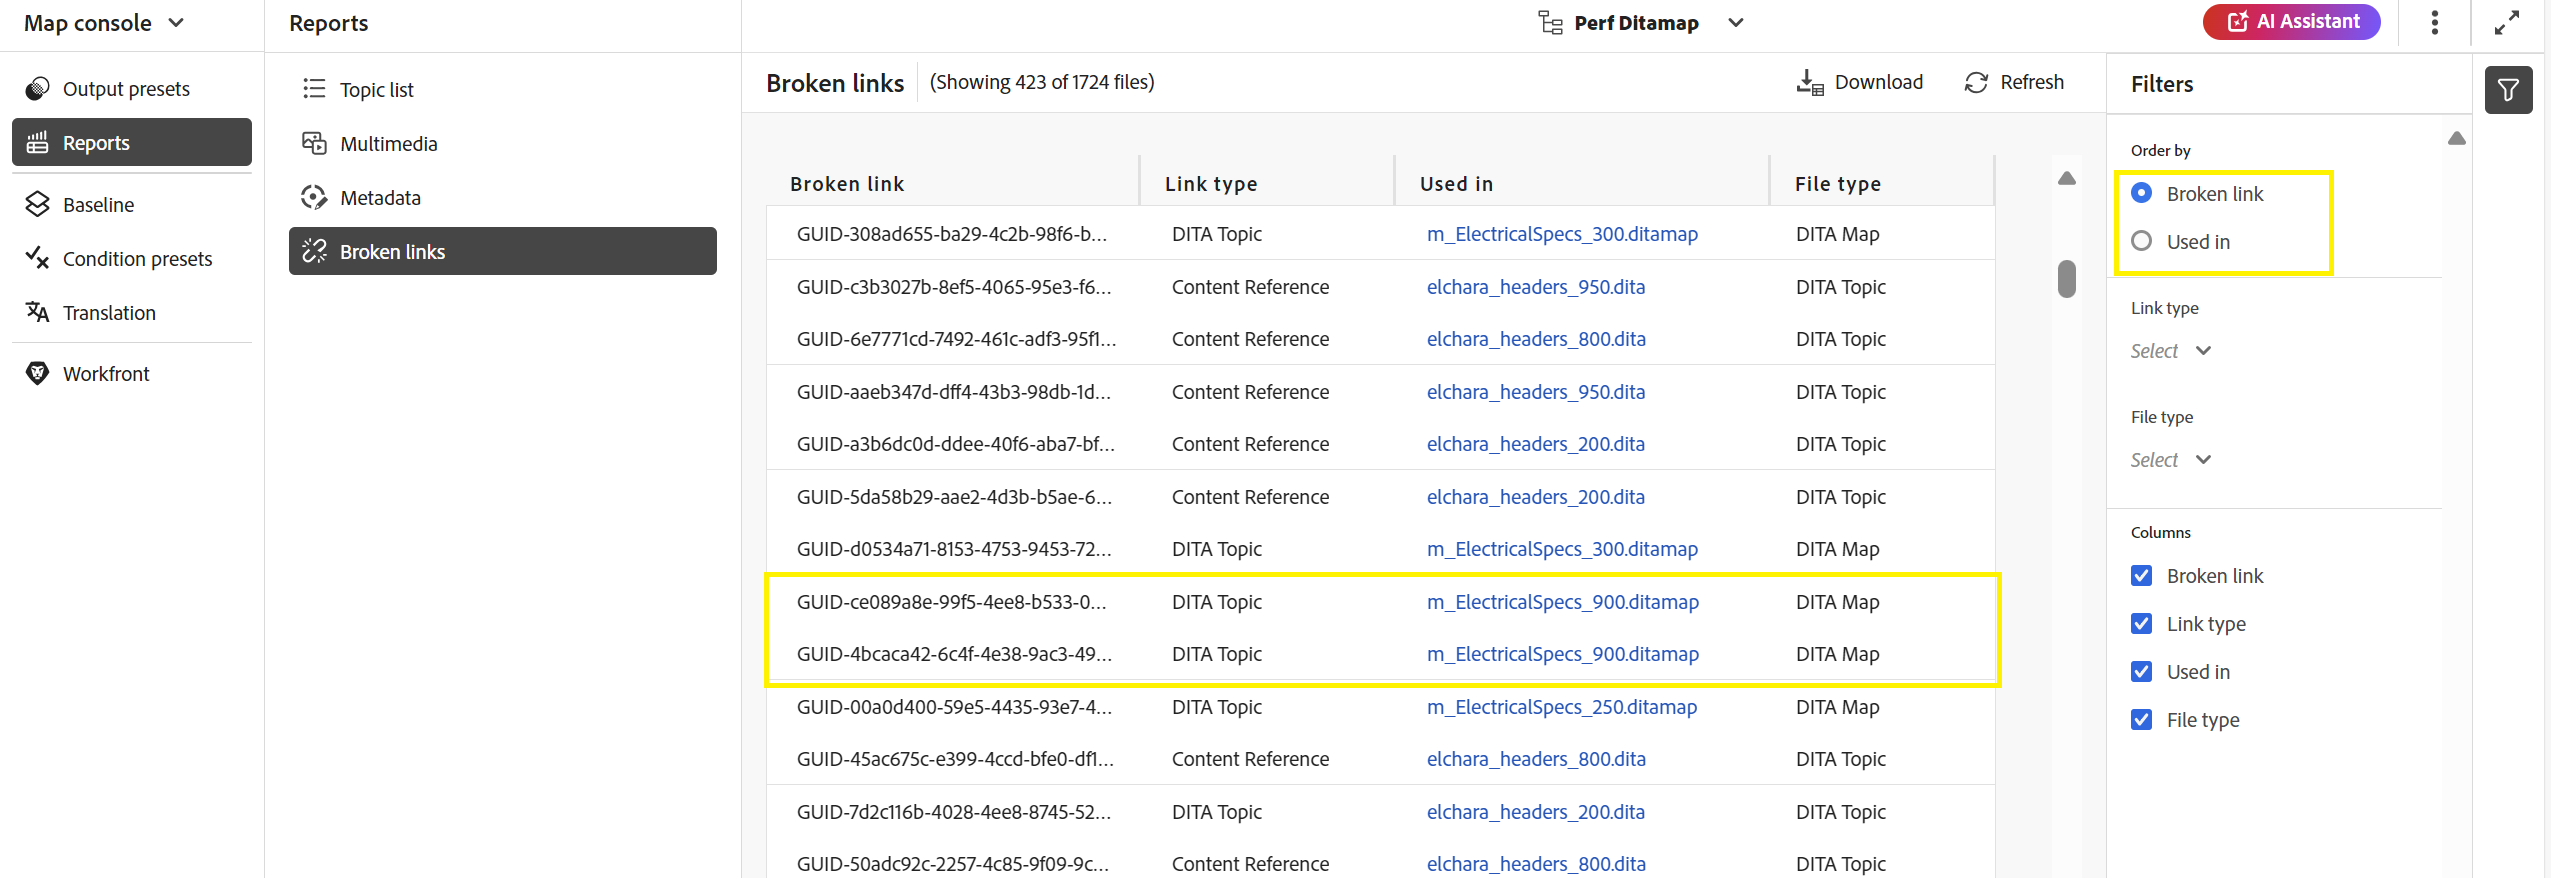 Map console
Reports
Perf Ditamap
AI Assistant
Output presets
Reports
Baseline
Condition presets
Translation
Workfront
Topic list
Multimedia
Metadata
Broken links
Broken links
(Showing 423 of 1724 files)
Download
Refresh
Broken link Link type Used in File type
GUID-308ad655-ba29-4c2b-98f6-b... DITA Topic m_ElectricalSpecs_300.ditamap DITA Map
GUID-c3b3027b-8ef5-4065-95e3-f6... Content Reference elchara_headers_950.dita DITA Topic
GUID-6e7771cd-7492-461c-adf3-95f1... Content Reference elchara_headers_800.dita DITA Topic
GUID-aaeb347d-dff4-43b3-98db-1d... Content Reference elchara_headers_950.dita DITA Topic
GUID-a3b6dc0d-ddee-40f6-aba7-bf... Content Reference elchara_headers_200.dita DITA Topic
GUID-5da58b29-aae2-4d3b-b5ae-6... Content Reference elchara_headers_200.dita DITA Topic
GUID-d0534a71-8153-4753-9453-72... DITA Topic m_ElectricalSpecs_300.ditamap DITA Map
GUID-ce089a8e-99f5-4ee8-b533-0... DITA Topic m_ElectricalSpecs_900.ditamap DITA Map
GUID-4bcaca42-6c4f-4e38-9ac3-49... DITA Topic m_ElectricalSpecs_900.ditamap DITA Map
GUID-00a0d400-59e5-4435-93e7-4... DITA Topic m_ElectricalSpecs_250.ditamap DITA Map
GUID-45ac675c-e399-4ccd-bfe0-df1... Content Reference elchara_headers_800.dita DITA Topic
GUID-7d2c116b-4028-4ee8-8745-52... DITA Topic elchara_headers_200.dita DITA Topic
GUID-50adc92c-2257-4c85-9f09-9c... Content Reference elchara_headers_800.dita DITA Topic
Filters
Order by
Broken link
Used in
Link type
Select
File type
Select
Columns
Broken link
Link type
Used in
File type